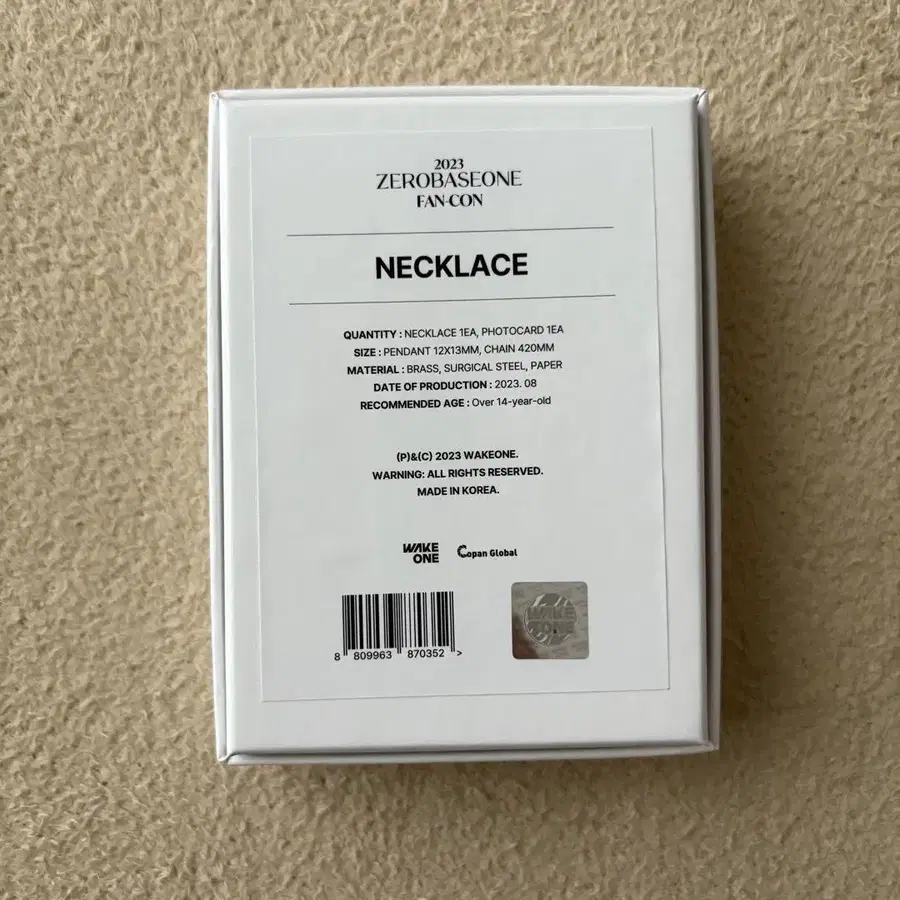 2023
ZEROBASEONE
FAN-CON
NECKLACE
QUANTITY : NECKLACE 1EA, PHOTOCARD 1EA
SIZE : PENDANT 12X13MM, CHAIN 420MM
MATERIAL : BRASS, SURGICAL STEEL, PAPER
DATE OF PRODUCTION : 2023. 08
RECOMMENDED AGE : Over 14-year-old
(P)&(C) 2023 WAKEONE.
WARNING: ALL RIGHTS RESERVED.
MADE IN KOREA.
WAKE
ONE
Copan Global
8 809963 870352 >
WAKE
ONE